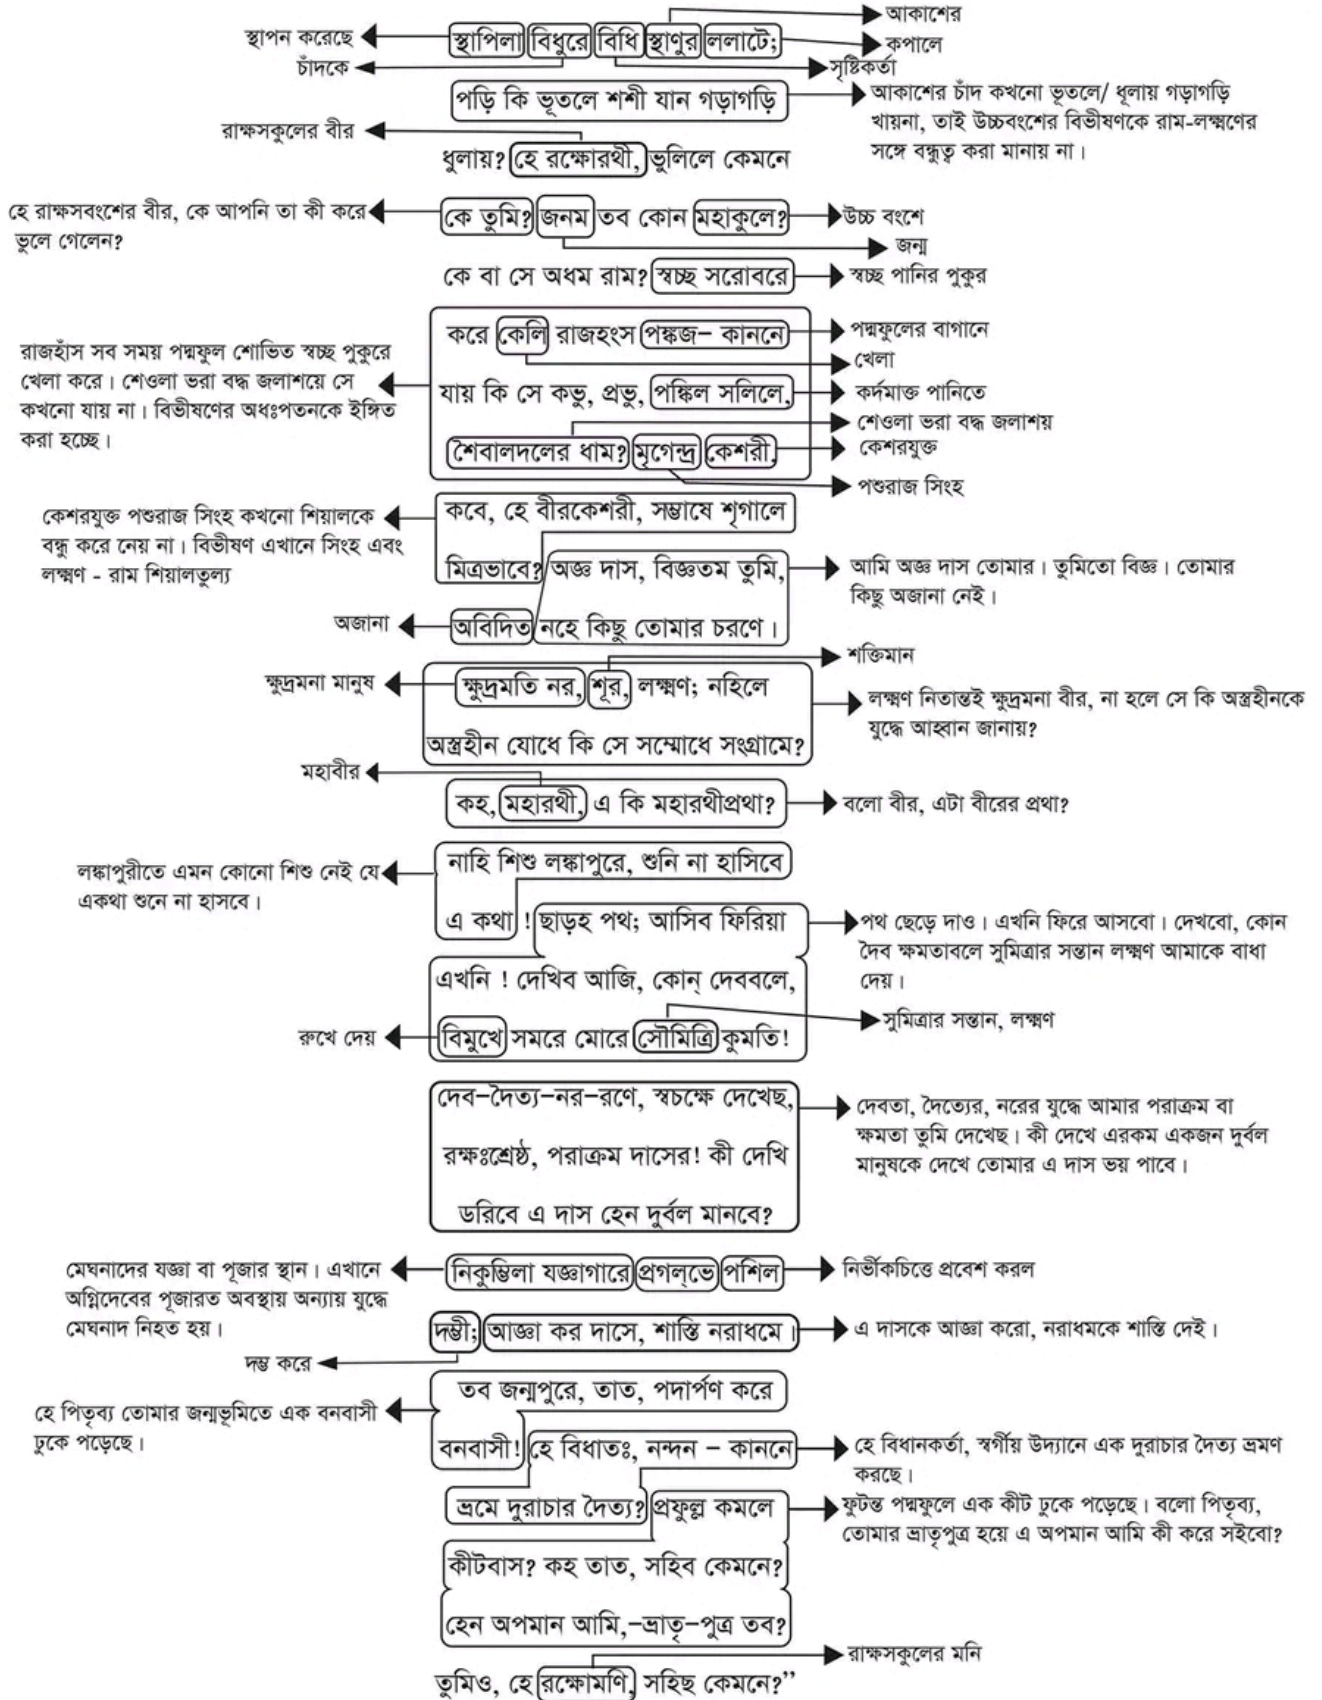 আকাশের
স্থাপন করেছে
স্থাপিলা বিধুরে বিধি স্থাণুর ললাটে;
কপালে
চাঁদকে
সৃষ্টিকর্তা
পড়ি কি ভূতলে শশী যান গড়াগড়ি
আকাশের চাঁদ কখনো ভূতলে/ ধূলায় গড়াগড়ি
খায়না, তাই উচ্চবংশের বিভীষণকে রাম-লক্ষ্মণের
সঙ্গে বন্ধুত্ব করা মানায় না।
রাক্ষসকুলের বীর
ধুলায়? হে রক্ষোরথী, ভুলিলে কেমনে
হে রাক্ষসবংশের বীর, কে আপনি তা কী করে
ভুলে গেলেন?
কে তুমি? জনম তব কোন মহাকুলে?
উচ্চ বংশে
জন্ম
কে বা সে অধম রাম? স্বচ্ছ সরোবরে
স্বচ্ছ পানির পুকুর
করে কেলি রাজহংস পঙ্কজ- কাননে
পদ্মফুলের বাগানে
খেলা
রাজহাঁস সব সময় পদ্মফুল শোভিত স্বচ্ছ পুকুরে
খেলা করে। শেওলা ভরা বদ্ধ জলাশয়ে সে
কখনো যায় না। বিভীষণের অধঃপতনকে ইঙ্গিত
করা হচ্ছে।
যায় কি সে কভু, প্রভু, পঙ্কিল সলিলে,
কর্দমাক্ত পানিতে
শেওলা ভরা বদ্ধ জলাশয়
শৈবালদলের ধাম? মৃগেন্দ্র কেশরী,
কেশরযুক্ত
পশুরাজ সিংহ
কবে, হে বীরকেশরী, সম্ভাষে শৃগালে
কেশরযুক্ত পশুরাজ সিংহ কখনো শিয়ালকে
বন্ধু করে নেয় না। বিভীষণ এখানে সিংহ এবং
লক্ষ্মণ - রাম শিয়ালতুল্য
মিত্রভাবে? অজ্ঞ দাস, বিজ্ঞতম তুমি,
আমি অজ্ঞ দাস তোমার। তুমিতো বিজ্ঞ। তোমার
কিছু অজানা নেই।
অজানা
অবিদিত নহে কিছু তোমার চরণে।
শক্তিমান
ক্ষুদ্রমনা মানুষ
ক্ষুদ্রমতি নর, শূর, লক্ষ্মণ; নহিলে
লক্ষ্মণ নিতান্তই ক্ষুদ্রমনা বীর, না হলে সে কি অস্ত্রহীনকে
যুদ্ধে আহ্বান জানায়?
অস্ত্রহীন যোধে কি সে সম্মোধে সংগ্রামে?
মহাবীর
কহ, মহারথী, এ কি মহারথীপ্রথা?
বলো বীর, এটা বীরের প্রথা?
নাহি শিশু লঙ্কাপুরে, শুনি না হাসিবে
লঙ্কাপুরীতে এমন কোনো শিশু নেই যে
একথা শুনে না হাসবে।
এ কথা ! ছাড়হ পথ; আসিব ফিরিয়া
পথ ছেড়ে দাও। এখনি ফিরে আসবো। দেখবো, কোন
দৈব ক্ষমতাবলে সুমিত্রার সন্তান লক্ষ্মণ আমাকে বাধা
দেয়।
এখনি ! দেখিব আজি, কোন্ দেববলে,
সুমিত্রার সন্তান, লক্ষ্মণ
রুখে দেয়
বিমুখে সমরে মোরে সৌমিত্রি কুমতি!
দেব-দৈত্য-নর-রণে, স্বচক্ষে দেখেছ,
দেবতা, দৈত্যের, নরের যুদ্ধে আমার পরাক্রম বা
ক্ষমতা তুমি দেখেছ। কী দেখে এরকম একজন দুর্বল
মানুষকে দেখে তোমার এ দাস ভয় পাবে।
রক্ষঃশ্রেষ্ঠ, পরাক্রম দাসের! কী দেখি
ডরিবে এ দাস হেন দুর্বল মানবে?
মেঘনাদের যজ্ঞা বা পূজার স্থান। এখানে
অগ্নিদেবের পূজারত অবস্থায় অন্যায় যুদ্ধে
মেঘনাদ নিহত হয়।
নিকুম্ভিলা যজ্ঞাগারে প্রগল্‌ভে পশিল
নির্ভীকচিত্তে প্রবেশ করল
দম্ভী; আজ্ঞা কর দাসে, শাস্তি নরাধমে।
এ দাসকে আজ্ঞা করো, নরাধমকে শাস্তি দেই।
দম্ভ করে
তব জন্মপুরে, তাত, পদার্পণ করে
হে পিতৃব্য তোমার জন্মভূমিতে এক বনবাসী
ঢুকে পড়েছে।
বনবাসী! হে বিধাতঃ, নন্দন - কাননে
হে বিধানকর্তা, স্বর্গীয় উদ্যানে এক দুরাচার দৈত্য ভ্রমণ
করছে।
ভ্রমে দুরাচার দৈত্য? প্রফুল্ল কমলে
ফুটন্ত পদ্মফুলে এক কীট ঢুকে পড়েছে। বলো পিতৃব্য,
তোমার ভ্রাতৃপুত্র হয়ে এ অপমান আমি কী করে সইবো?
কীটবাস? কহ তাত, সহিব কেমনে?
হেন অপমান আমি,-ভ্রাতৃ-পুত্র তব?
রাক্ষসকুলের মনি
তুমিও, হে রক্ষোমণি, সহিছ কেমনে?”